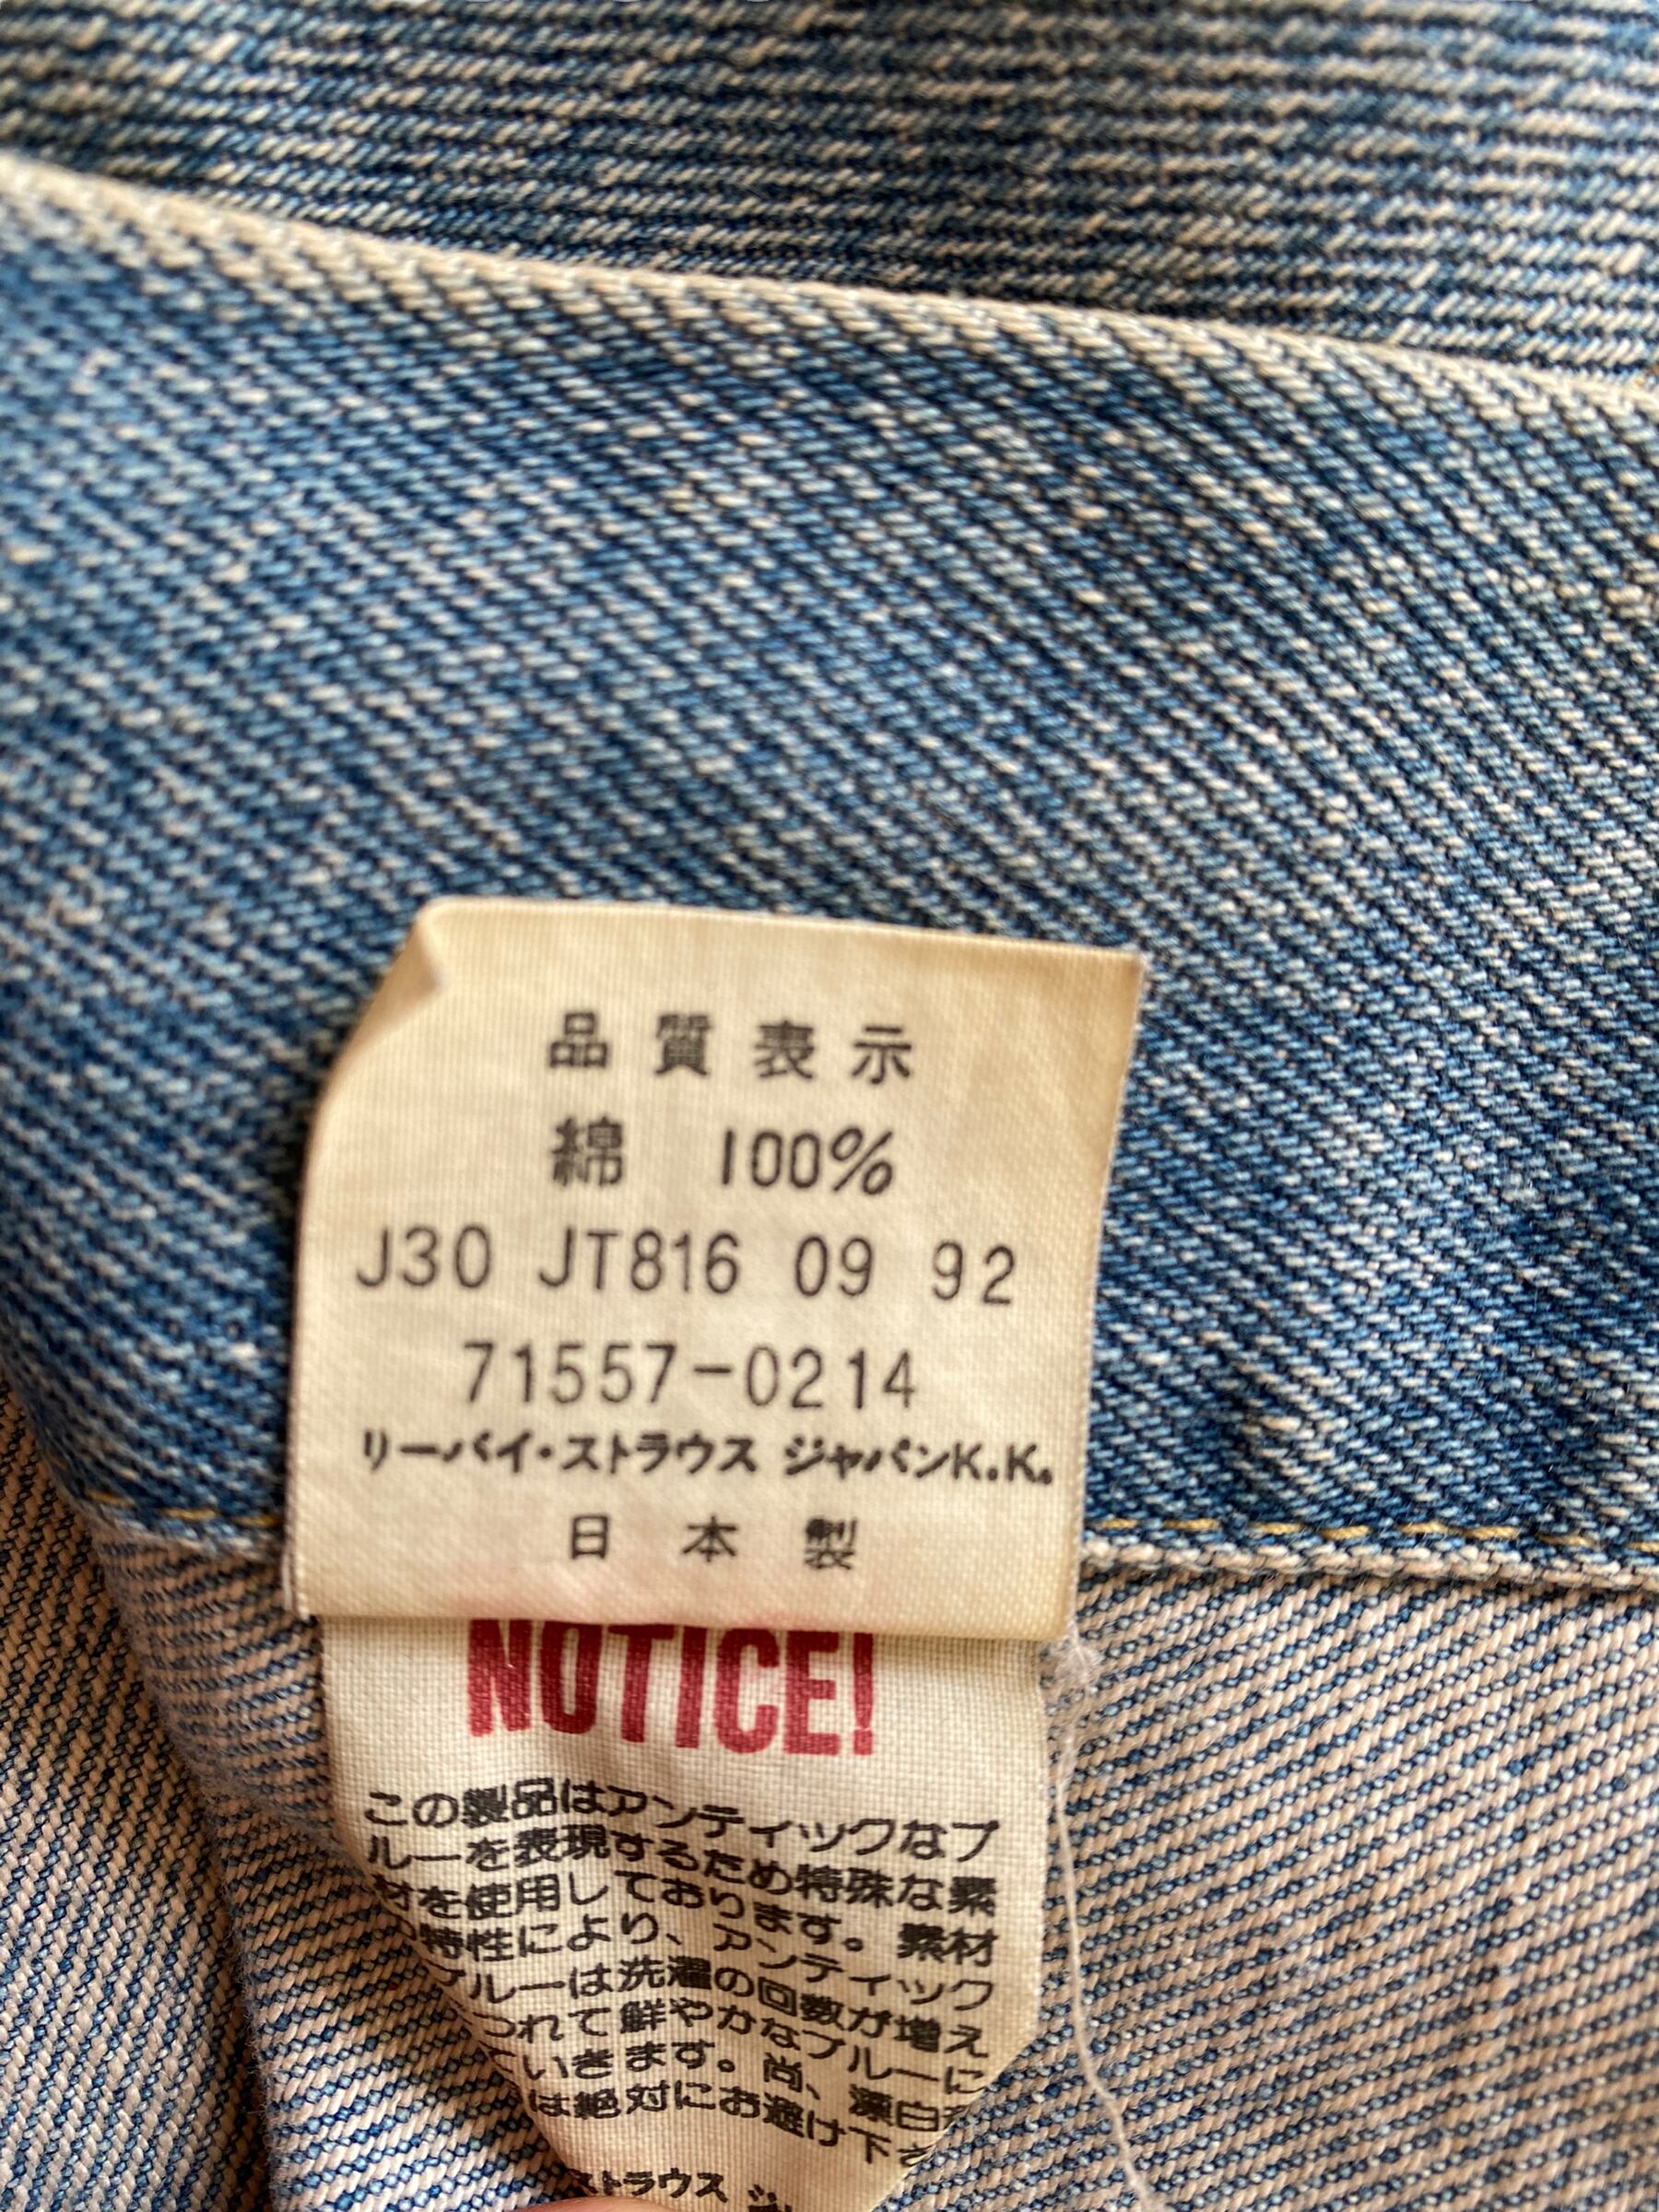 品質表示
綿 100%
J30 JT816 09 92
71557-0214
リーバイ・ストラウス ジャパンK.K.
日本製
NOTICE!
この製品はアンティックなブ
ルーを表現するため特殊な素
材を使用しております。素材
特性により、アンティック
ブルーは洗濯の回数が増え
つれて鮮やかなブルーに
ていきます。尚、漂白
は絶対にお避け下さ
ストラウス ジ